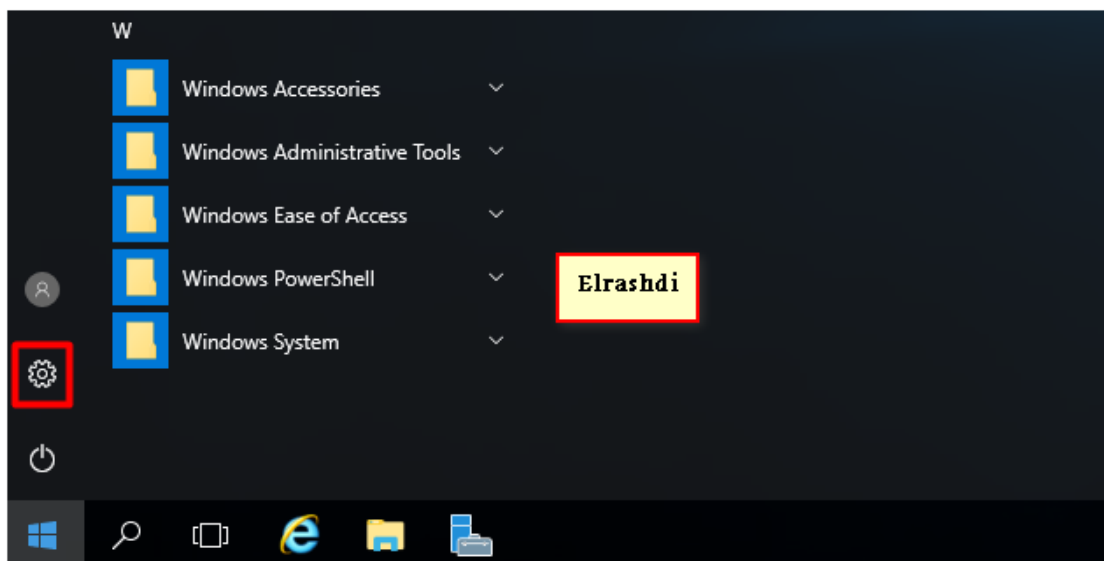 W
Windows Accessories
Windows Administrative Tools
Windows Ease of Access
Windows PowerShell
Elrashdi
Windows System